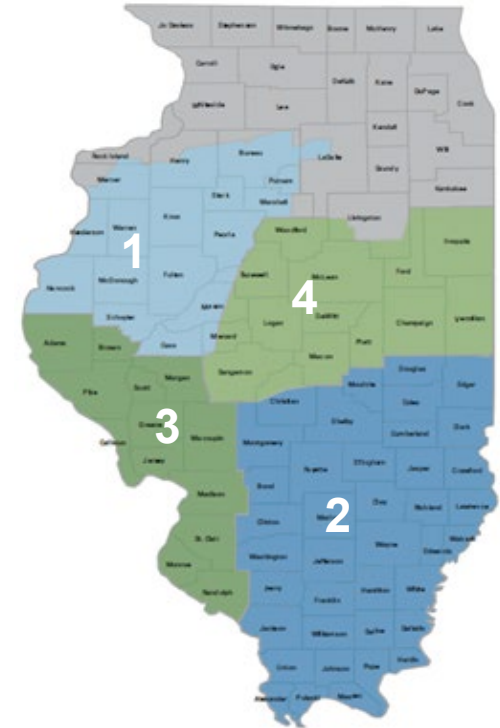 Jo Daviess Stephenson Winnebago Boone McHenry Lake
Carroll Ogle DeKalb Kane DuPage Cook
Whiteside Lee Kendall Will
Rock Island Henry Bureau LaSalle Grundy Kankakee
Mercer Putnam
Stark Marshall Livingston
Henderson Warren Knox Peoria Woodford Iroquois
1
Hancock McDonough Fulton Tazewell McLean Ford
4
Schuyler Mason Logan DeWitt Champaign Vermilion
Adams Brown Cass Menard Macon Piatt
Pike Scott Morgan Sangamon Moultrie Douglas Edgar
Christian Coles
Calhoun Greene Macoupin Shelby Cumberland Clark
3
Jersey Montgomery Fayette Effingham Jasper Crawford
Madison Bond Clay Richland Lawrence
2
St. Clair Clinton Marion Wayne Edwards Wabash
Monroe Washington Jefferson
Randolph Perry Franklin Hamilton White
Jackson Williamson Saline Gallatin
Union Johnson Pope Hardin
Alexander Pulaski Massac